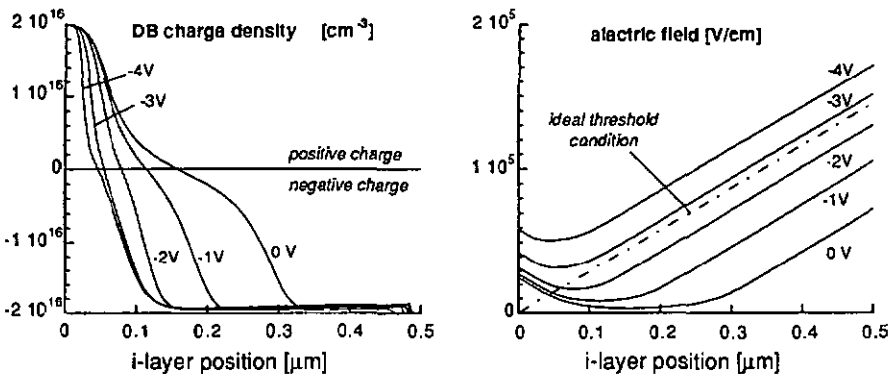 DB charga density [cm-3]
2 10^16
1 10^16
0
-1 10^16
-2 10^16
-4V
-3V
positive charge
negative charge
-2V
-1V
0 V
0 0.1 0.2 0.3 0.4 0.5
i-layer position [μm]
alactric field [V/cm]
2 10^5
1 10^5
0
-4V
-3V
ideal threshold
condition
-2V
-1V
0 V
0 0.1 0.2 0.3 0.4 0.5
i-layer position [μm]